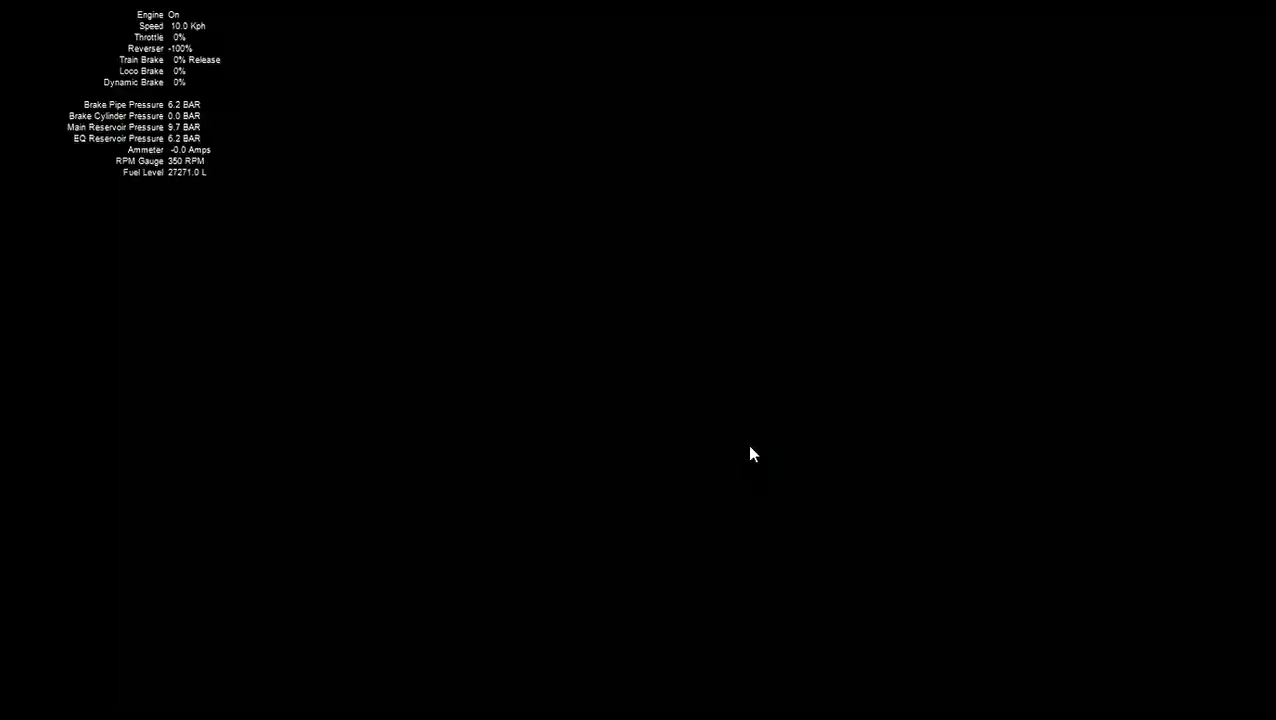 Engine On
Speed 10.0 Kph
Throttle 0%
Reverser -100%
Train Brake 0% Release
Loco Brake 0%
Dynamic Brake 0%
Brake Pipe Pressure 6.2 BAR
Brake Cylinder Pressure 0.0 BAR
Main Reservoir Pressure 9.7 BAR
EQ Reservoir Pressure 6.2 BAR
Ammeter -0.0 Amps
RPM Gauge 350 RPM
Fuel Level 27271.0 L